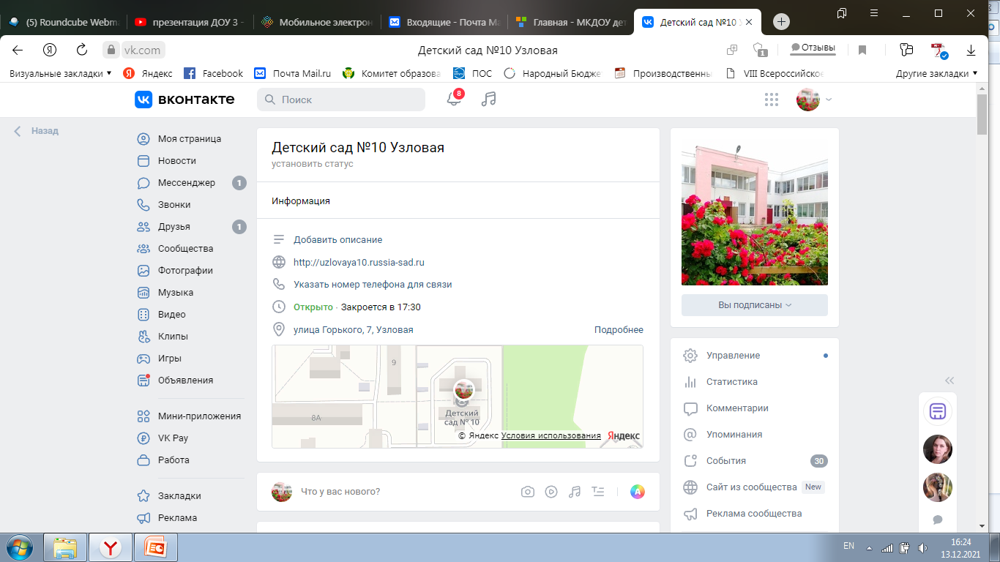 (5) Roundcube Webma
презентация ДОУ 3 -
Мобильное электрон
Входящие - Почта Ma
Главная - МКДОУ дет
Детский сад №10 У
vk.com
Детский сад №10 Узловая
1
Отзывы
Визуальные закладки
Яндекс
Facebook
Почта Mail.ru
Комитет образова
ПОС
Народный Бюдже
Производственны
VIII Всероссийское
Другие закладки
вконтакте
Поиск
8
Назад
Моя страница
Новости
Мессенджер 1
Звонки
Друзья 1
Сообщества
Фотографии
Музыка
Видео
Клипы
Игры
Объявления
Мини-приложения
VK Pay
Работа
Закладки
Реклама
Детский сад №10 Узловая
установить статус
Информация
Добавить описание
http://uzlovaya10.russia-sad.ru
Указать номер телефона для связи
Открыто · Закроется в 17:30
улица Горького, 7, Узловая
Подробнее
9
8А
Детский
сад № 10
© Яндекс Условия использования Яндекс
Что у вас нового?
Вы подписаны
Управление
Статистика
Комментарии
Упоминания
События 30
Сайт из сообщества New
Реклама сообщества
EN
16:24
13.12.2021